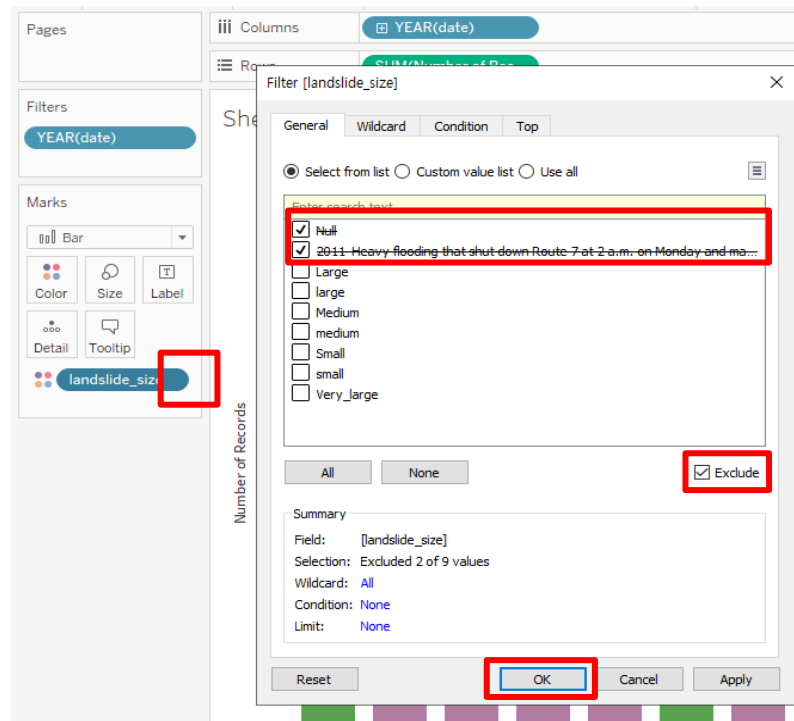 Pages
iii Columns
YEAR(date)
Filter [landslide_size]
Filters
YEAR(date)
General Wildcard Condition Top
Select from list Custom value list Use all
Enter search text
Marks
Bar
Color Size Label
Detail Tooltip
landslide_size
Null
2011 Heavy flooding that shut down Route 7 at 2 a.m. on Monday and ma...
Large
large
Medium
medium
Small
small
Very_large
Number of Records
All None Exclude
Summary
Field: [landslide_size]
Selection: Excluded 2 of 9 values
Wildcard: All
Condition: None
Limit: None
Reset OK Cancel Apply